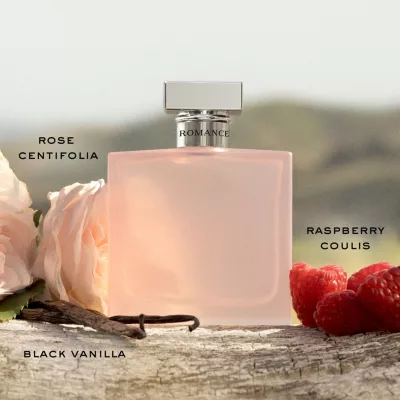 ROMANCE
ROSE
CENTIFOLIA
RASPBERRY
COULIS
BLACK VANILLA